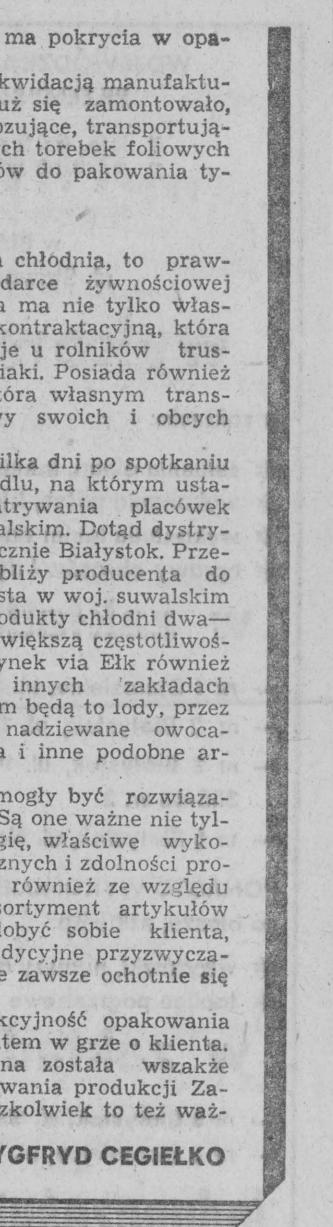 ma pokrycia w opa-
kwidacją manufaktu-
uż się zamontowało,
ozujące, transportują-
ch torebek foliowych
ów do pakowania ty-
chłodnia, to praw-
darce żywnościowej
a ma nie tylko włas-
kontraktacyjną, która
je u rolników trus-
iaki. Posiada również
tóra własnym trans-
vy swoich i obcych
ilka dni po spotkaniu
dlu, na którym usta-
atrywania placówek
alskim. Dotąd dystry-
cznie Białystok. Prze-
bliży producenta do
sta w woj. suwalskim
odukty chłodni dwa—
większą częstotliwoś-
ynek via Ełk również
innych zakładach
m będą to lody, przez
nadziewane owoca-
a i inne podobne ar-
mogły być rozwiąza-
Są one ważne nie tyl-
gię, właściwe wyko-
znych i zdolności pro-
również ze względu
sortyment artykułów
dobyć sobie klienta,
dycyjne przyzwycza-
e zawsze ochotnie się
kcyjność opakowania
tem w grze o klienta.
na została wszakże
wania produkcji Za-
zkolwiek to też waż-
YGFRYD CEGIEŁKO